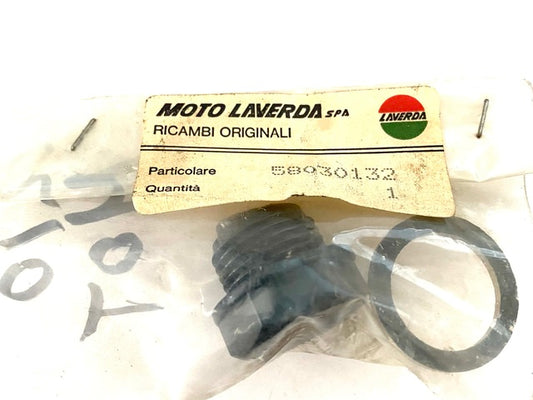 MOTO LAVERDA SPA
LAVERDA
RICAMBI ORIGINALI
Particolare 58930132
Quantità 1